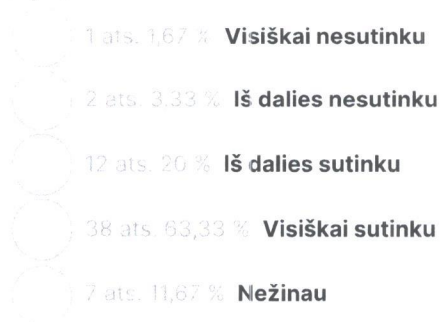 1 ats. 1,67 % Visiškai nesutinku
2 ats. 3.33 % Iš dalies nesutinku
12 ats. 20 % Iš dalies sutinku
38 ats. 63,33 % Visiškai sutinku
7 ats. 11,67 % Nežinau